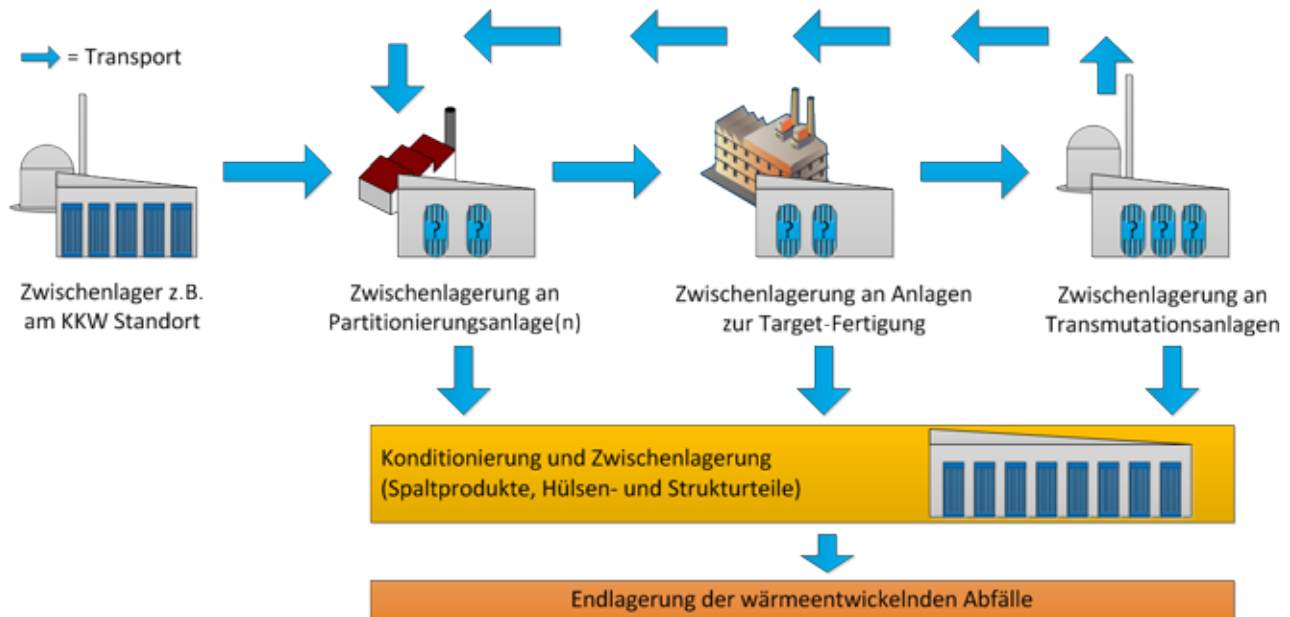 = Transport
Zwischenlager z.B.
am KKW Standort
Zwischenlagerung an
Partitionierungsanlage(n)
Zwischenlagerung an Anlagen
zur Target-Fertigung
Zwischenlagerung an
Transmutationsanlagen
? ?
? ?
? ? ?
Konditionierung und Zwischenlagerung
(Spaltprodukte, Hülsen- und Strukturteile)
Endlagerung der wärmeentwickelnden Abfälle